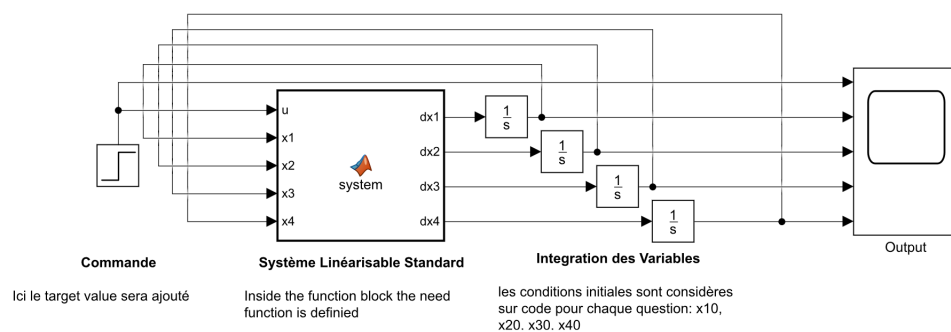 u
x1
x2
x3
x4
system
dx1
dx2
dx3
dx4
1
s
1
s
1
s
1
s
Output
Commande
Système Linéarisable Standard
Integration des Variables
Ici le target value sera ajouté
Inside the function block the need
function is definied
les conditions initiales sont considères
sur code pour chaque question: x10,
x20, x30, x40